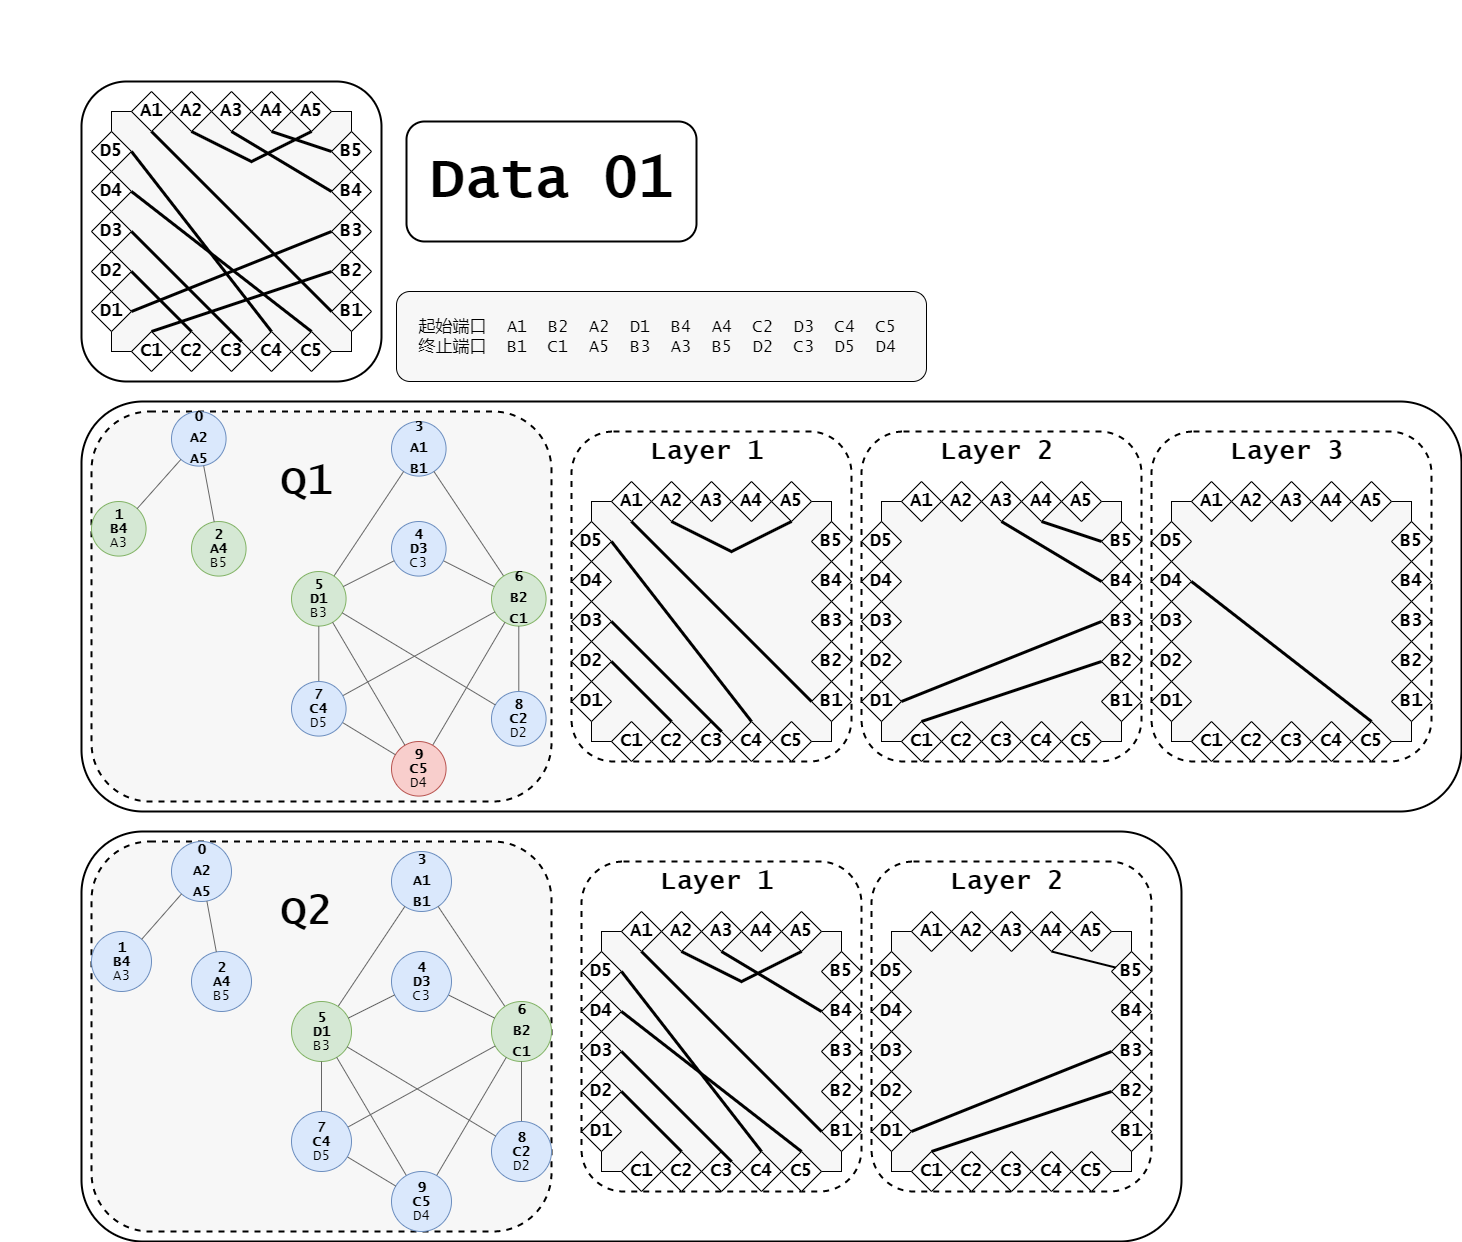 A1 A2 A3 A4 A5
D5 B5
D4 B4
D3 B3
D2 B2
D1 B1
C1 C2 C3 C4 C5
Data 01
起始端口 A1 B2 A2 D1 B4 A4 C2 D3 C4 C5
终止端口 B1 C1 A5 B3 A3 B5 D2 C3 D5 D4
Q1
0
A2
A5
1
B4
A3
2
A4
B5
3
A1
B1
4
D3
C3
5
D1
B3
6
B2
C1
7
C4
D5
8
C2
D2
9
C5
D4
Layer 1
A1 A2 A3 A4 A5
D5 B5
D4 B4
D3 B3
D2 B2
D1 B1
C1 C2 C3 C4 C5
Layer 2
A1 A2 A3 A4 A5
D5 B5
D4 B4
D3 B3
D2 B2
D1 B1
C1 C2 C3 C4 C5
Layer 3
A1 A2 A3 A4 A5
D5 B5
D4 B4
D3 B3
D2 B2
D1 B1
C1 C2 C3 C4 C5
Q2
0
A2
A5
1
B4
A3
2
A4
B5
3
A1
B1
4
D3
C3
5
D1
B3
6
B2
C1
7
C4
D5
8
C2
D2
9
C5
D4
Layer 1
A1 A2 A3 A4 A5
D5 B5
D4 B4
D3 B3
D2 B2
D1 B1
C1 C2 C3 C4 C5
Layer 2
A1 A2 A3 A4 A5
D5 B5
D4 B4
D3 B3
D2 B2
D1 B1
C1 C2 C3 C4 C5